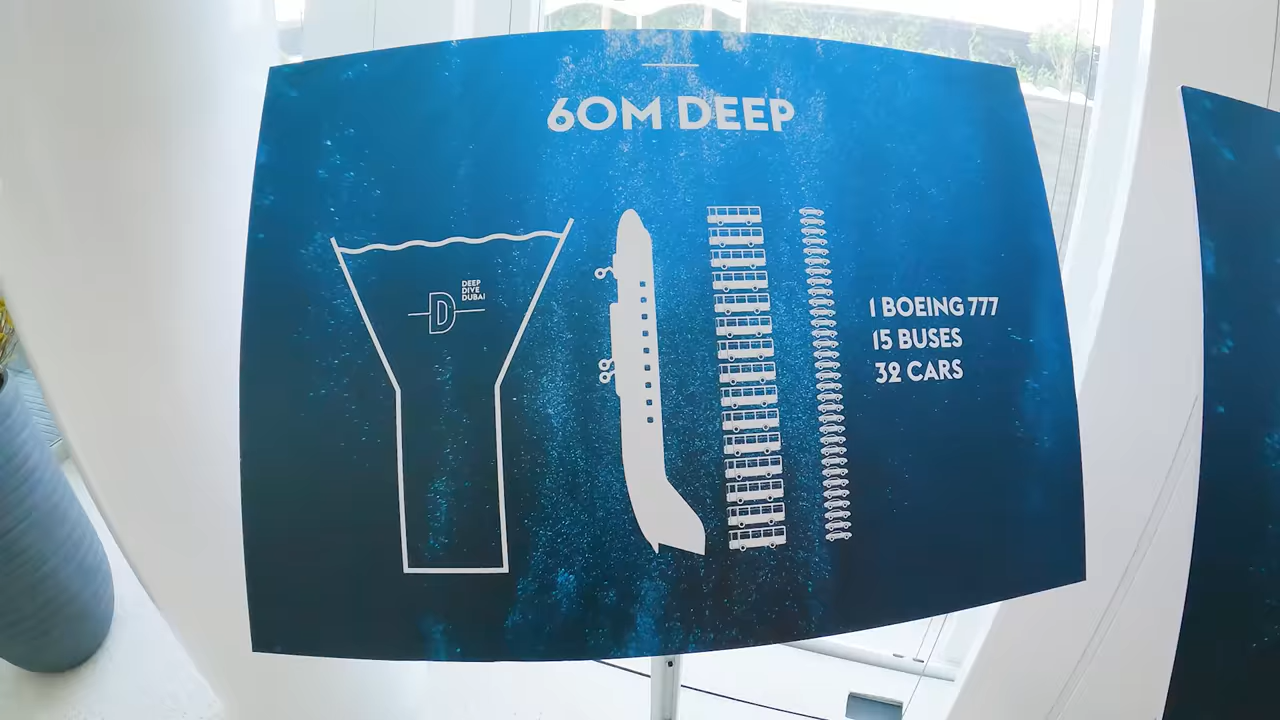 60M DEEP
DEEP
DIVE
DUBAI
D
1 BOEING 777
15 BUSES
32 CARS